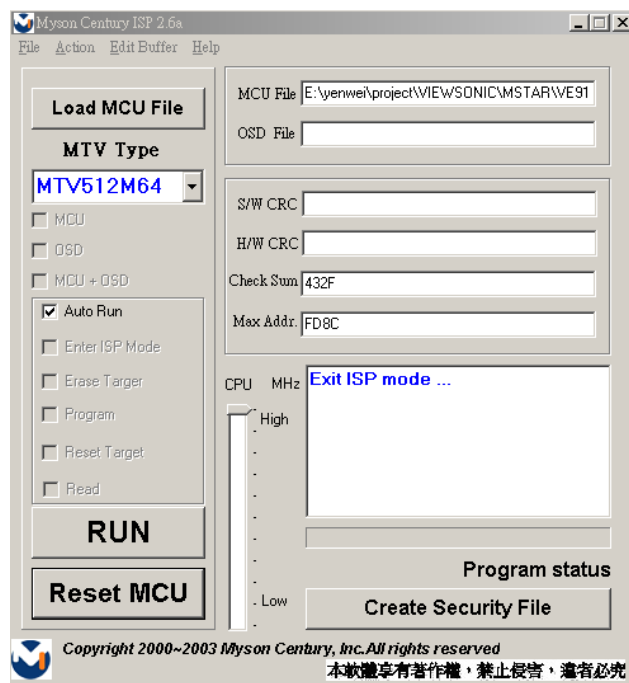 Myson Century ISP 2.6a
File Action Edit Buffer Help
Load MCU File
MTV Type
MTV512M64
MCU
OSD
MCU + OSD
Auto Run
Enter ISP Mode
Erase Targer
Program
Reset Target
Read
RUN
Reset MCU
MCU File E:\yenwei\project\VIEWSONIC\MSTAR\VE91
OSD File
S/W CRC
H/W CRC
Check Sum 432F
Max Addr. FD8C
CPU MHz
High
Low
Exit ISP mode ...
Program status
Create Security File
Copyright 2000~2003 Myson Century, Inc.All rights reserved
本軟體享有著作權，禁止侵害，違者必究